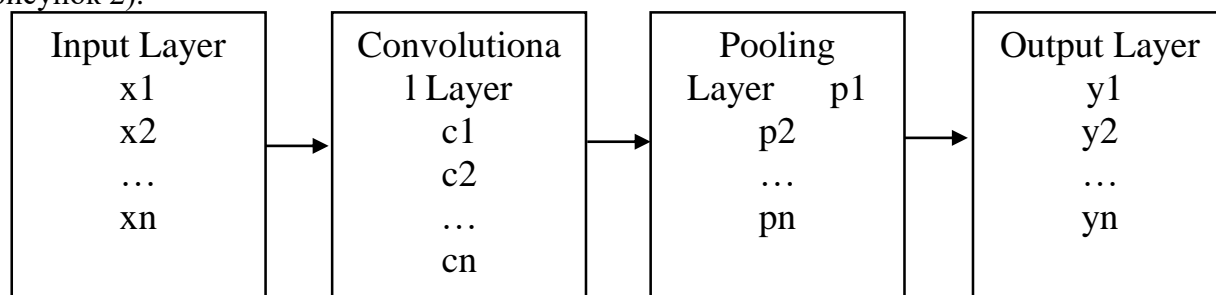 2).
Input Layer
x1
x2
…
xn
Convolutiona
l Layer
c1
c2
…
cn
Pooling
Layer p1
p2
…
pn
Output Layer
y1
y2
…
yn